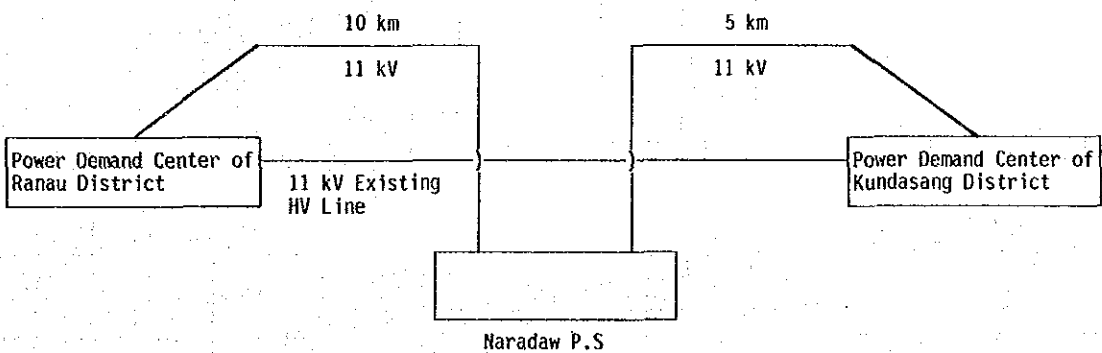 10 km
5 km
11 kV
11 kV
Power Demand Center of
Ranau District
11 kV Existing
HV Line
Power Demand Center of
Kundasang District
Naradaw P.S